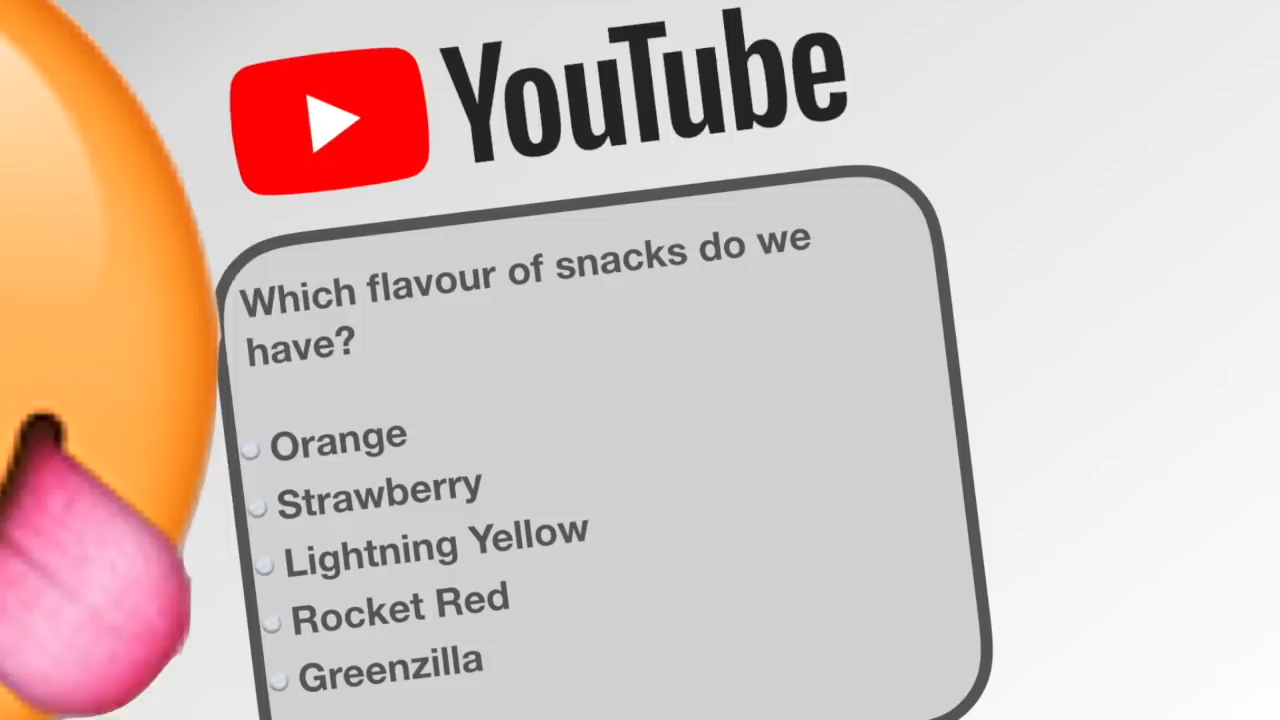 YouTube
Which flavour of snacks do we
have?
Orange
Strawberry
Lightning Yellow
Rocket Red
Greenzilla